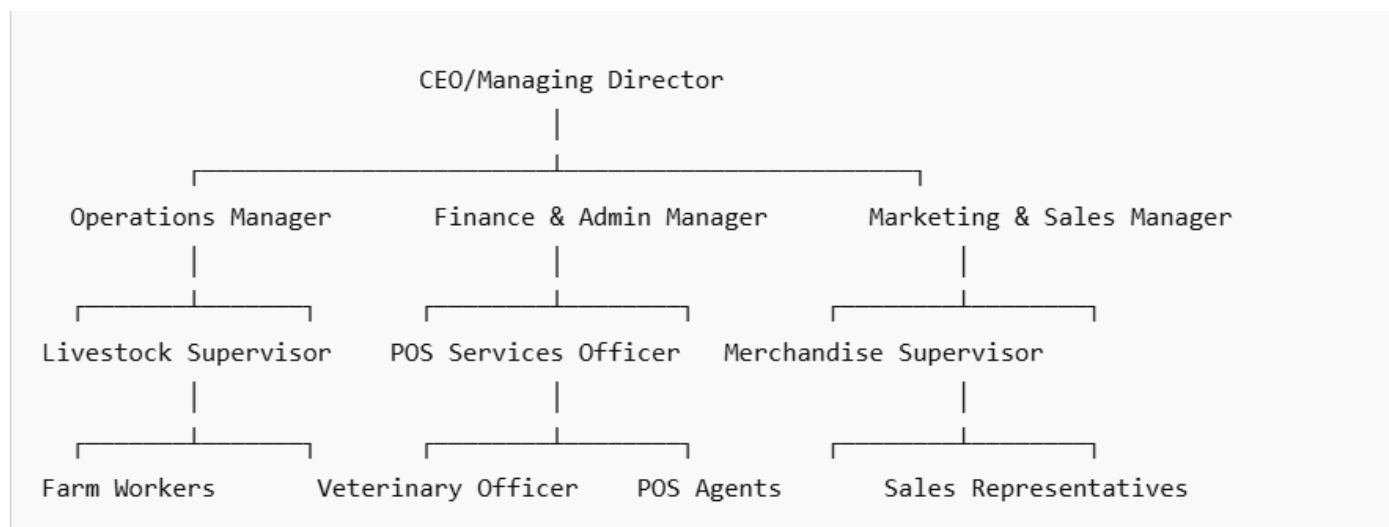 CEO/Managing Director
Operations Manager Finance & Admin Manager Marketing & Sales Manager
Livestock Supervisor POS Services Officer Merchandise Supervisor
Farm Workers Veterinary Officer POS Agents Sales Representatives